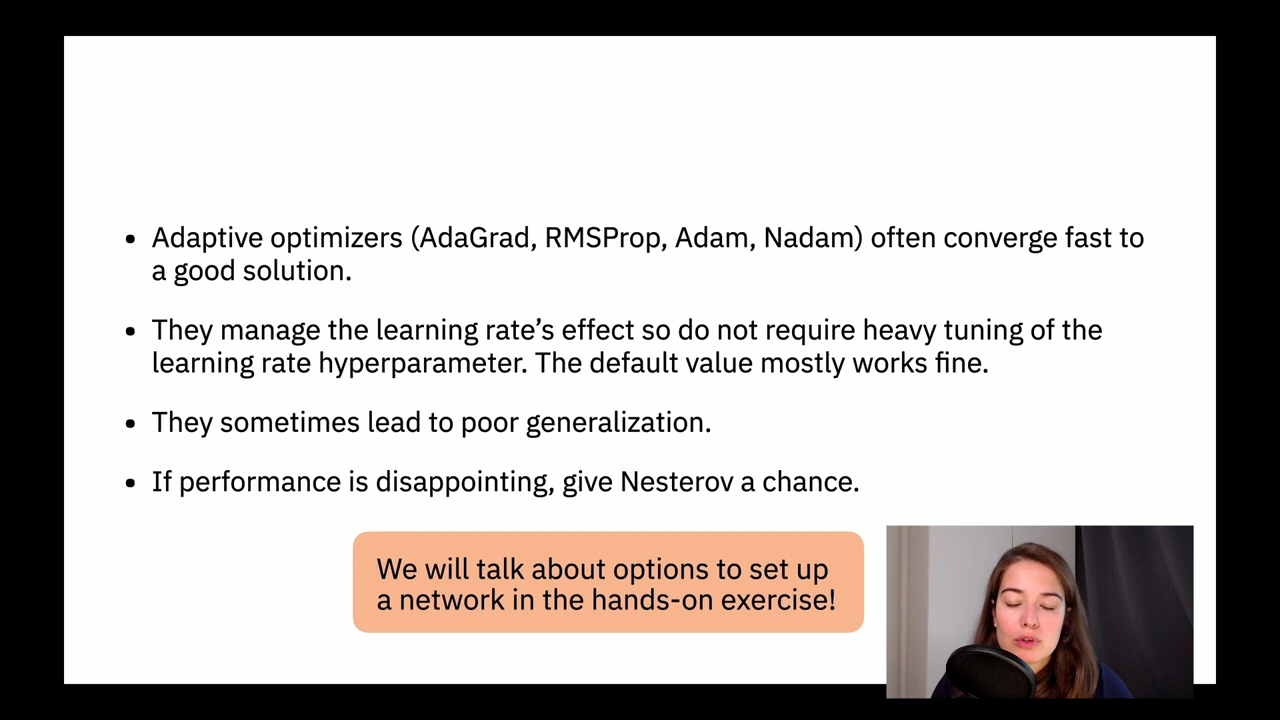 • Adaptive optimizers (AdaGrad, RMSProp, Adam, Nadam) often converge fast to
a good solution.
• They manage the learning rate’s effect so do not require heavy tuning of the
learning rate hyperparameter. The default value mostly works fine.
• They sometimes lead to poor generalization.
• If performance is disappointing, give Nesterov a chance.
We will talk about options to set up
a network in the hands-on exercise!